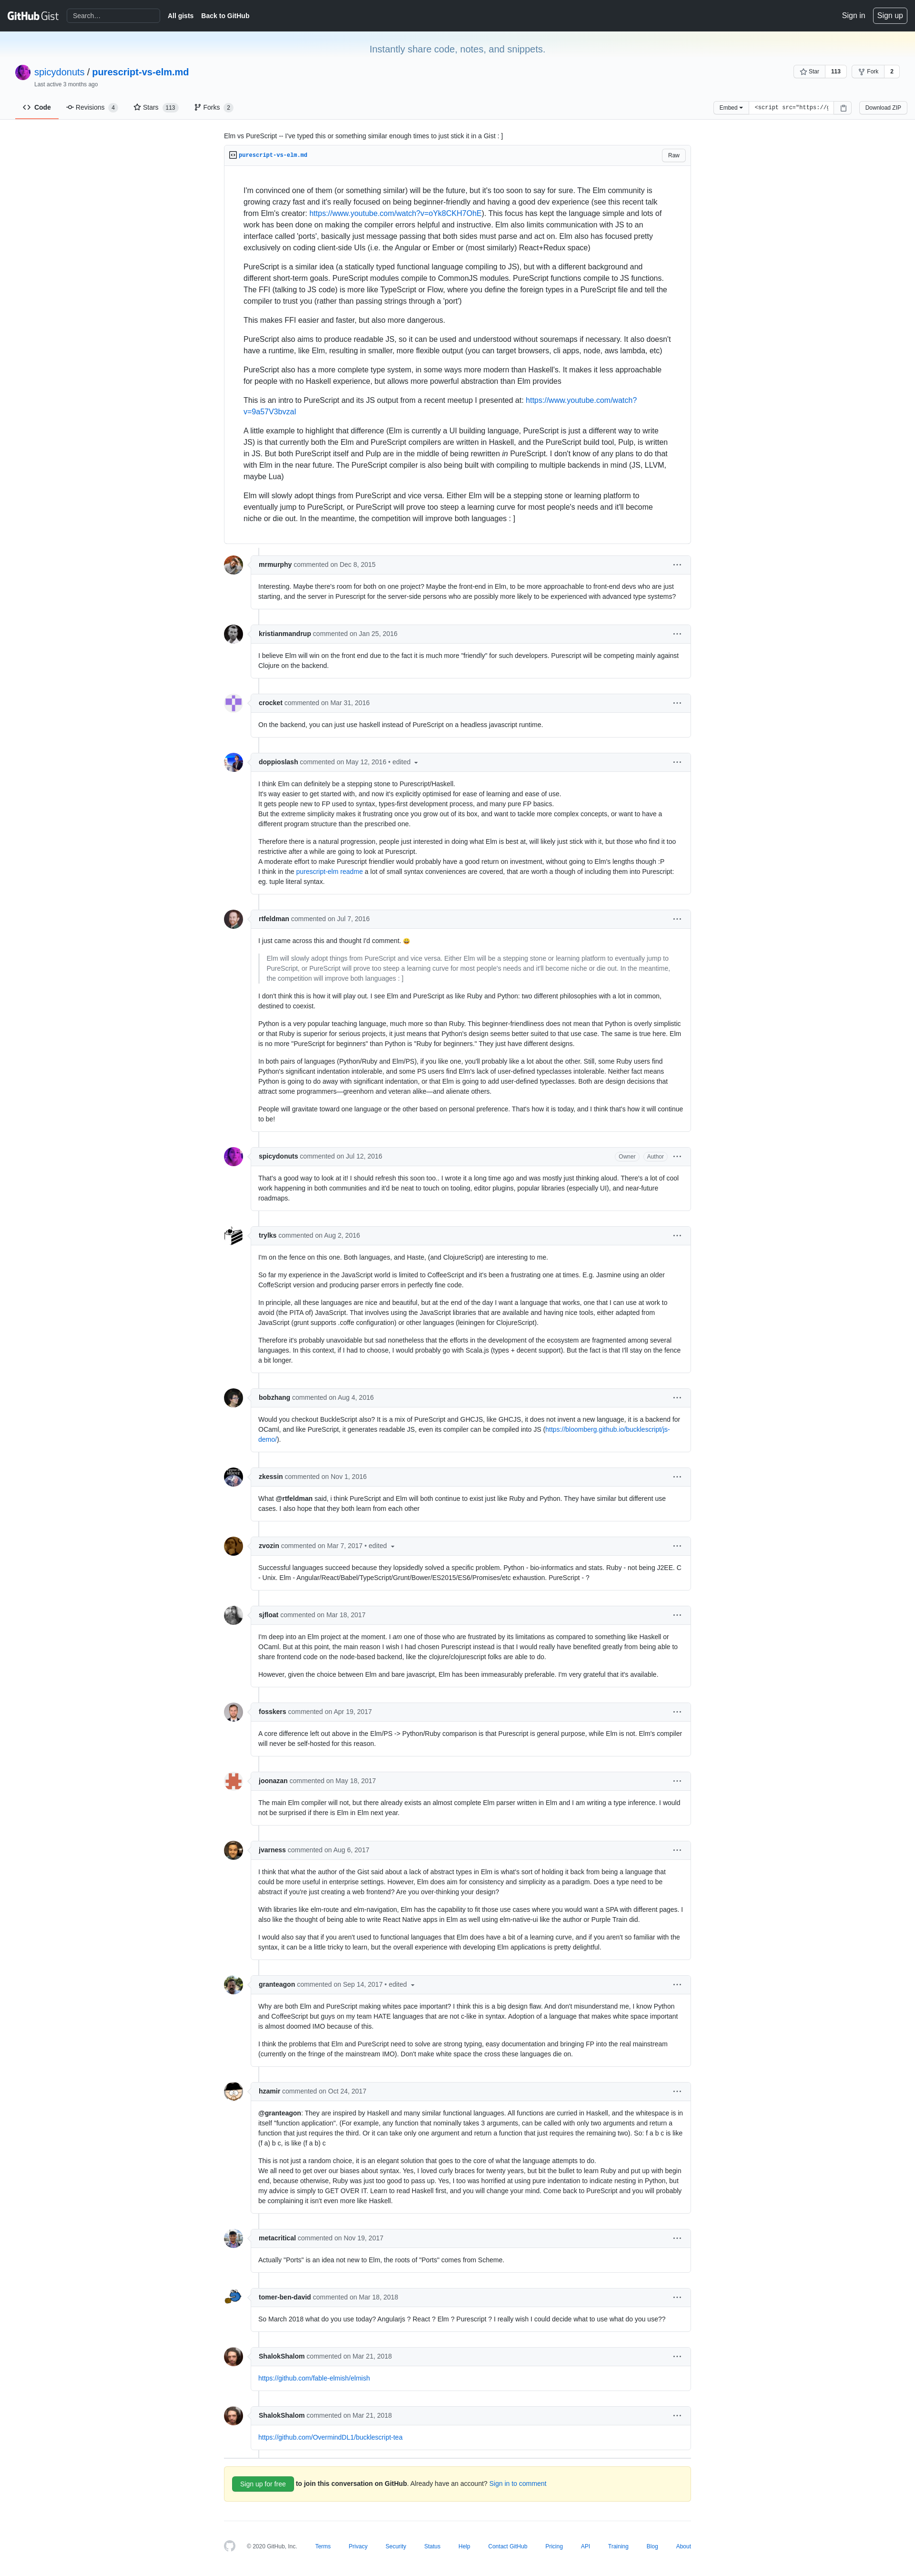 GitHub Gist
Search…
All gists
Back to GitHub
Sign in
Sign up
Instantly share code, notes, and snippets.
spicydonuts / purescript-vs-elm.md
Last active 3 months ago
Star 113
Fork 2
Code
Revisions 4
Stars 113
Forks 2
Embed
<script src="https://
Download ZIP
Elm vs PureScript -- I've typed this or something similar enough times to just stick it in a Gist : ]
purescript-vs-elm.md
Raw
I'm convinced one of them (or something similar) will be the future, but it's too soon to say for sure. The Elm community is
growing crazy fast and it's really focused on being beginner-friendly and having a good dev experience (see this recent talk
from Elm's creator: https://www.youtube.com/watch?v=oYk8CKH7OhE). This focus has kept the language simple and lots of
work has been done on making the compiler errors helpful and instructive. Elm also limits communication with JS to an
interface called 'ports', basically just message passing that both sides must parse and act on. Elm also has focused pretty
exclusively on coding client-side UIs (i.e. the Angular or Ember or (most similarly) React+Redux space)
PureScript is a similar idea (a statically typed functional language compiling to JS), but with a different background and
different short-term goals. PureScript modules compile to CommonJS modules. PureScript functions compile to JS functions.
The FFI (talking to JS code) is more like TypeScript or Flow, where you define the foreign types in a PureScript file and tell the
compiler to trust you (rather than passing strings through a 'port')
This makes FFI easier and faster, but also more dangerous.
PureScript also aims to produce readable JS, so it can be used and understood without souremaps if necessary. It also doesn't
have a runtime, like Elm, resulting in smaller, more flexible output (you can target browsers, cli apps, node, aws lambda, etc)
PureScript also has a more complete type system, in some ways more modern than Haskell's. It makes it less approachable
for people with no Haskell experience, but allows more powerful abstraction than Elm provides
This is an intro to PureScript and its JS output from a recent meetup I presented at: https://www.youtube.com/watch?
v=9a57V3bvzaI
A little example to highlight that difference (Elm is currently a UI building language, PureScript is just a different way to write
JS) is that currently both the Elm and PureScript compilers are written in Haskell, and the PureScript build tool, Pulp, is written
in JS. But both PureScript itself and Pulp are in the middle of being rewritten in PureScript. I don't know of any plans to do that
with Elm in the near future. The PureScript compiler is also being built with compiling to multiple backends in mind (JS, LLVM,
maybe Lua)
Elm will slowly adopt things from PureScript and vice versa. Either Elm will be a stepping stone or learning platform to
eventually jump to PureScript, or PureScript will prove too steep a learning curve for most people's needs and it'll become
niche or die out. In the meantime, the competition will improve both languages : ]
mrmurphy commented on Dec 8, 2015
Interesting. Maybe there's room for both on one project? Maybe the front-end in Elm, to be more approachable to front-end devs who are just
starting, and the server in Purescript for the server-side persons who are possibly more likely to be experienced with advanced type systems?
kristianmandrup commented on Jan 25, 2016
I believe Elm will win on the front end due to the fact it is much more "friendly" for such developers. Purescript will be competing mainly against
Clojure on the backend.
crocket commented on Mar 31, 2016
On the backend, you can just use haskell instead of PureScript on a headless javascript runtime.
doppioslash commented on May 12, 2016 • edited
I think Elm can definitely be a stepping stone to Purescript/Haskell.
It's way easier to get started with, and now it's explicitly optimised for ease of learning and ease of use.
It gets people new to FP used to syntax, types-first development process, and many pure FP basics.
But the extreme simplicity makes it frustrating once you grow out of its box, and want to tackle more complex algorithms, or want to have a
different program structure than the prescribed one.
Therefore there is a natural progression, people just interested in doing what Elm is best at, will likely just stick with it, but those who find it too
restrictive after a while are going to look at Purescript.
A moderate effort to make Purescript friendlier would probably have a good return on investment, without going to Elm's lengths though :P
I think in the purescript-elm readme a lot of small syntax conveniences are covered, that are worth a though of including them into Purescript:
eg. tuple literal syntax.
rtfeldman commented on Jul 7, 2016
I just came across this and thought I'd comment. 😄
Elm will slowly adopt things from PureScript and vice versa. Either Elm will be a stepping stone or learning platform to eventually jump to
PureScript, or PureScript will prove too steep a learning curve for most people's needs and it'll become niche or die out. In the meantime,
the competition will improve both languages : ]
I don't think this is how it will play out. I see Elm and PureScript as like Ruby and Python: two different philosophies with a lot in common,
destined to coexist.
Python is a very popular teaching language, much more so than Ruby. This beginner-friendliness does not mean that Python is overly simplistic
or that Ruby is superior for serious projects, it just means that Python's design seems better suited to that use case. The same is true here. Elm
is no more "PureScript for beginners" than Python is "Ruby for beginners." They just have different designs.
In both pairs of languages (Python/Ruby and Elm/PS), if you like one, you'll probably like a lot about the other. Still, some Ruby users find
Python's significant indentation intolerable, and some PS users find Elm's lack of user-defined typeclasses intolerable. Neither fact means
Python is going to do away with significant indentation, or that Elm is going to add user-defined typeclasses. Both are design decisions that
attract some programmers—greenhorn and veteran alike—and alienate others.
People will gravitate toward one language or the other based on personal preference. That's how it is today, and I think that's how it will continue
to be!
spicydonuts commented on Jul 12, 2016
Owner
Author
That's a good way to look at it! I should refresh this soon too.. I wrote it a long time ago and was mostly just thinking aloud. There's a lot of cool
work happening in both communities and it'd be neat to touch on tooling, editor plugins, popular libraries (especially UI), and near-future
roadmaps.
trylks commented on Aug 2, 2016
I'm on the fence on this one. Both languages, and Haste, (and ClojureScript) are interesting to me.
So far my experience in the JavaScript world is limited to CoffeeScript and it's been a frustrating one at times. E.g. Jasmine using an older
CoffeScript version and producing parser errors in perfectly fine code.
In principle, all these languages are nice and beautiful, but at the end of the day I want a language that works, one that I can use at work to
avoid (the PITA of) JavaScript. That involves using the JavaScript libraries that are available and having nice tools, either adapted from
JavaScript (grunt supports .coffe configuration) or other languages (leiningen for ClojureScript).
Therefore it's probably unavoidable but sad nonetheless that the efforts in the development of the ecosystem are fragmented among several
languages. In this context, if I had to choose, I would probably go with Scala.js (types + decent support). But the fact is that I'll stay on the fence
a bit longer.
bobzhang commented on Aug 4, 2016
Would you checkout BuckleScript also? It is a mix of PureScript and GHCJS, like GHCJS, it does not invent a new language, it is a backend for
OCaml, and like PureScript, it generates readable JS, even its compiler can be compiled into JS (https://bloomberg.github.io/bucklescript/js-
demo/).
zkessin commented on Nov 1, 2016
What @rtfeldman said, i think PureScript and Elm will both continue to exist just like Ruby and Python. They have similar but different use
cases. I also hope that they both learn from each other
zvozin commented on Mar 7, 2017 • edited
Successful languages succeed because they lopsidedly solved a specific problem. Python - bio-informatics and stats. Ruby - not being J2EE. C
- Unix. Elm - Angular/React/Babel/TypeScript/Grunt/Bower/ES2015/ES6/Promises/etc exhaustion. PureScript - ?
sjfloat commented on Mar 18, 2017
I'm deep into an Elm project at the moment. I am one of those who are frustrated by its limitations as compared to something like Haskell or
OCaml. But at this point, the main reason I wish I had chosen Purescript instead is that I would really have benefited greatly from being able to
share frontend code on the node-based backend, like the clojure/clojurescript folks are able to do.
However, given the choice between Elm and bare javascript, Elm has been immeasurably preferable. I'm very grateful that it's available.
fosskers commented on Apr 19, 2017
A core difference left out above in the Elm/PS -> Python/Ruby comparison is that Purescript is general purpose, while Elm is not. Elm's compiler
will never be self-hosted for this reason.
joonazan commented on May 18, 2017
The main Elm compiler will not, but there already exists an almost complete Elm parser written in Elm and I am writing a type inference. I would
not be surprised if there is Elm in Elm next year.
jvarness commented on Aug 6, 2017
I think that what the author of the Gist said about a lack of abstract types in Elm is what's sort of holding it back from being a language that
could be more useful in enterprise settings. However, Elm does aim for consistency and simplicity as a paradigm. Does a type need to be
abstract if you're just creating a web frontend? Are you over-thinking your design?
With libraries like elm-route and elm-navigation, Elm has the capability to fit those use cases where you would want a SPA with different pages. I
also like the thought of being able to write React Native apps in Elm as well using elm-native-ui like the author or Purple Train did.
I would also say that if you aren't used to functional languages that Elm does have a bit of a learning curve, and if you aren't so familiar with the
syntax, it can be a little tricky to learn, but the overall experience with developing Elm applications is pretty delightful.
granteagon commented on Sep 14, 2017 • edited
Why are both Elm and PureScript making whites pace important? I think this is a big design flaw. And don't misunderstand me, I know Python
and CoffeeScript but guys on my team HATE languages that are not c-like in syntax. Adoption of a language that makes white space important
is almost doomed IMO because of this.
I think the problems that Elm and PureScript need to solve are strong typing, easy documentation and bringing FP into the real mainstream
(currently on the fringe of the mainstream IMO). Don't make white space the cross these languages die on.
hzamir commented on Oct 24, 2017
@granteagon: They are inspired by Haskell and many similar functional languages. All functions are curried in Haskell, and the whitespace is in
itself "function application". (For example, any function that nominally takes 3 arguments, can be called with only two arguments and return a
function that just requires the third. Or it can take only one argument and return a function that just requires the remaining two). So: f a b c is like
(f a) b c, is like (f a b) c
This is not just a random choice, it is an elegant solution that goes to the core of what the language attempts to do.
We all need to get over our biases about syntax. Yes, I loved curly braces for twenty years, but bit the bullet to learn Ruby and put up with begin
end, because otherwise, Ruby was just too good to pass up. Yes, I too was horrified at using pure indentation to indicate nesting in Python, but
my advice is simply to GET OVER IT. Learn to read Haskell first, and you will change your mind. Come back to PureScript and you will probably
be complaining it isn't even more like Haskell.
metacritical commented on Nov 19, 2017
Actually "Ports" is an idea not new to Elm, the roots of "Ports" comes from Scheme.
tomer-ben-david commented on Mar 18, 2018
So March 2018 what do you use today? Angularjs ? React ? Elm ? Purescript ? I really wish I could decide what to use what do you use??
ShalokShalom commented on Mar 21, 2018
https://github.com/fable-elmish/elmish
ShalokShalom commented on Mar 21, 2018
https://github.com/OvermindDL1/bucklescript-tea
Sign up for free to join this conversation on GitHub. Already have an account? Sign in to comment
© 2020 GitHub, Inc.
Terms
Privacy
Security
Status
Help
Contact GitHub
Pricing
API
Training
Blog
About